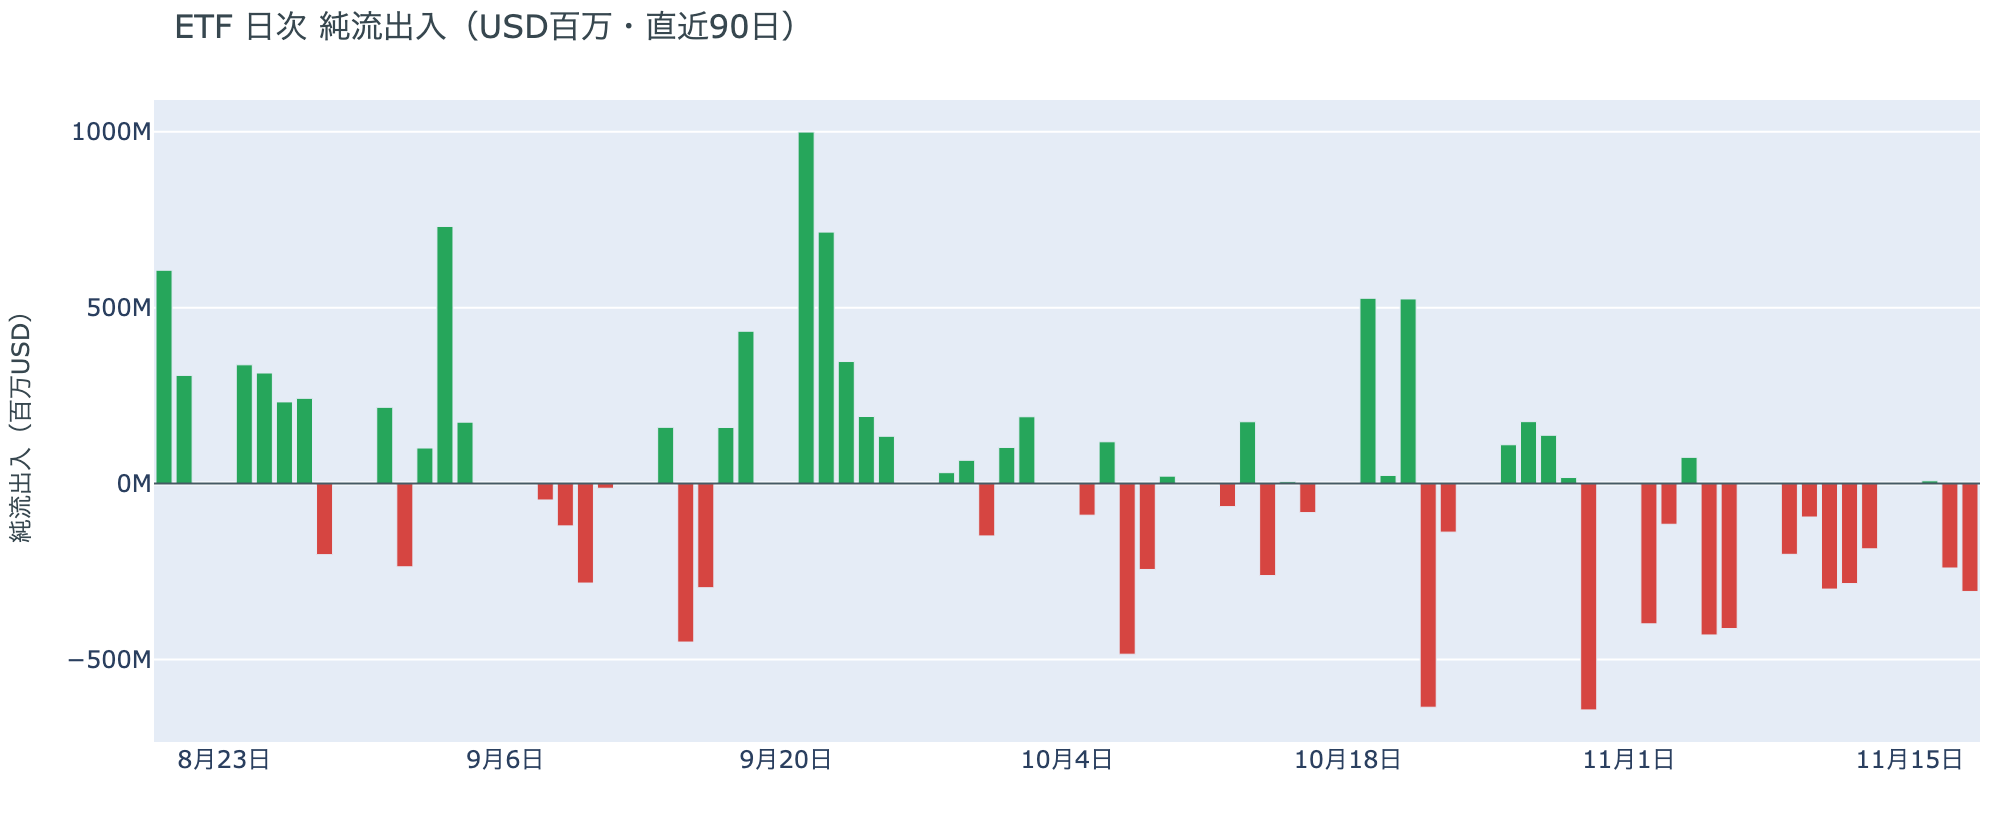 ETF 日次 純流出入（USD百万・直近90日）
純流出入（百万USD）
1000M
500M
0M
−500M
8月23日
9月6日
9月20日
10月4日
10月18日
11月1日
11月15日